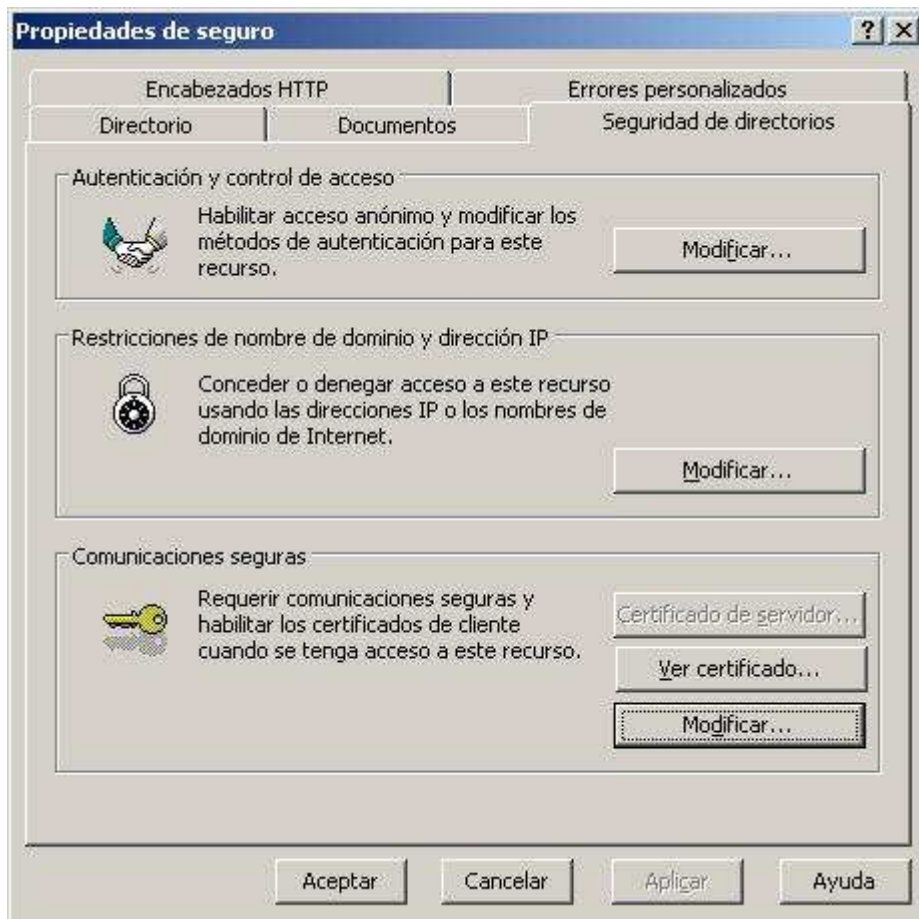 Propiedades de seguro
Encabezados HTTP
Errores personalizados
Directorio
Documentos
Seguridad de directorios
Autenticación y control de acceso
Habilitar acceso anónimo y modificar los
métodos de autenticación para este
recurso.
Modificar...
Restricciones de nombre de dominio y dirección IP
Conceder o denegar acceso a este recurso
usando las direcciones IP o los nombres de
dominio de Internet.
Modificar...
Comunicaciones seguras
Requerir comunicaciones seguras y
habilitar los certificados de cliente
cuando se tenga acceso a este recurso.
Certificado de servidor...
Ver certificado...
Modificar...
Aceptar
Cancelar
Aplicar
Ayuda